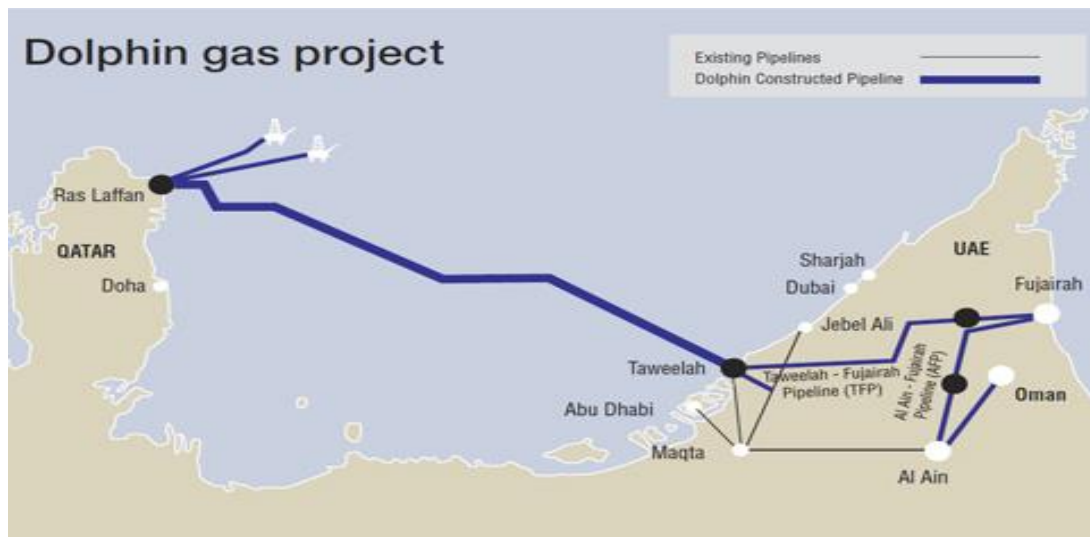 Dolphin gas project
Existing Pipelines
Dolphin Constructed Pipeline
Ras Laffan
QATAR
Doha
UAE
Sharjah
Dubai
Fujairah
Jebel Ali
Taweelah
Taweelah - Fujairah
Pipeline (TFP)
Al Ain - Fujairah
Pipeline (AFP)
Oman
Abu Dhabi
Maqta
Al Ain